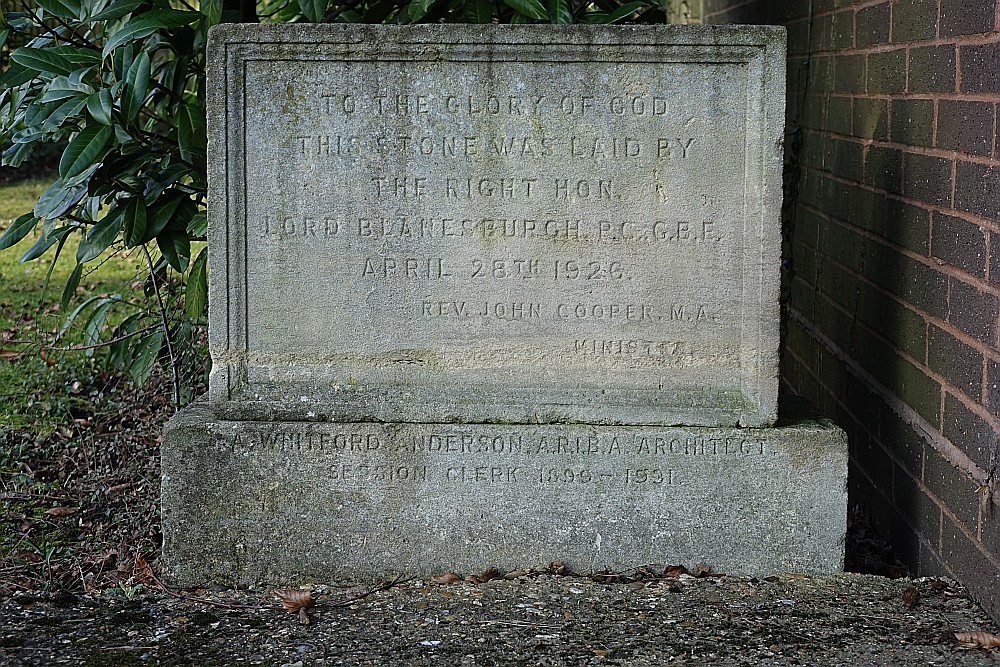 TO THE GLORY OF GOD
THIS STONE WAS LAID BY
THE RIGHT HON.
LORD BLANESBURGH. P.C. G.B.E.
APRIL 28TH 1926.
REV. JOHN COOPER. M.A.
MINISTER.
A. WHITFORD ANDERSON. A.R.I.B.A. ARCHITECT.
SESSION CLERK 1899 - 1931.